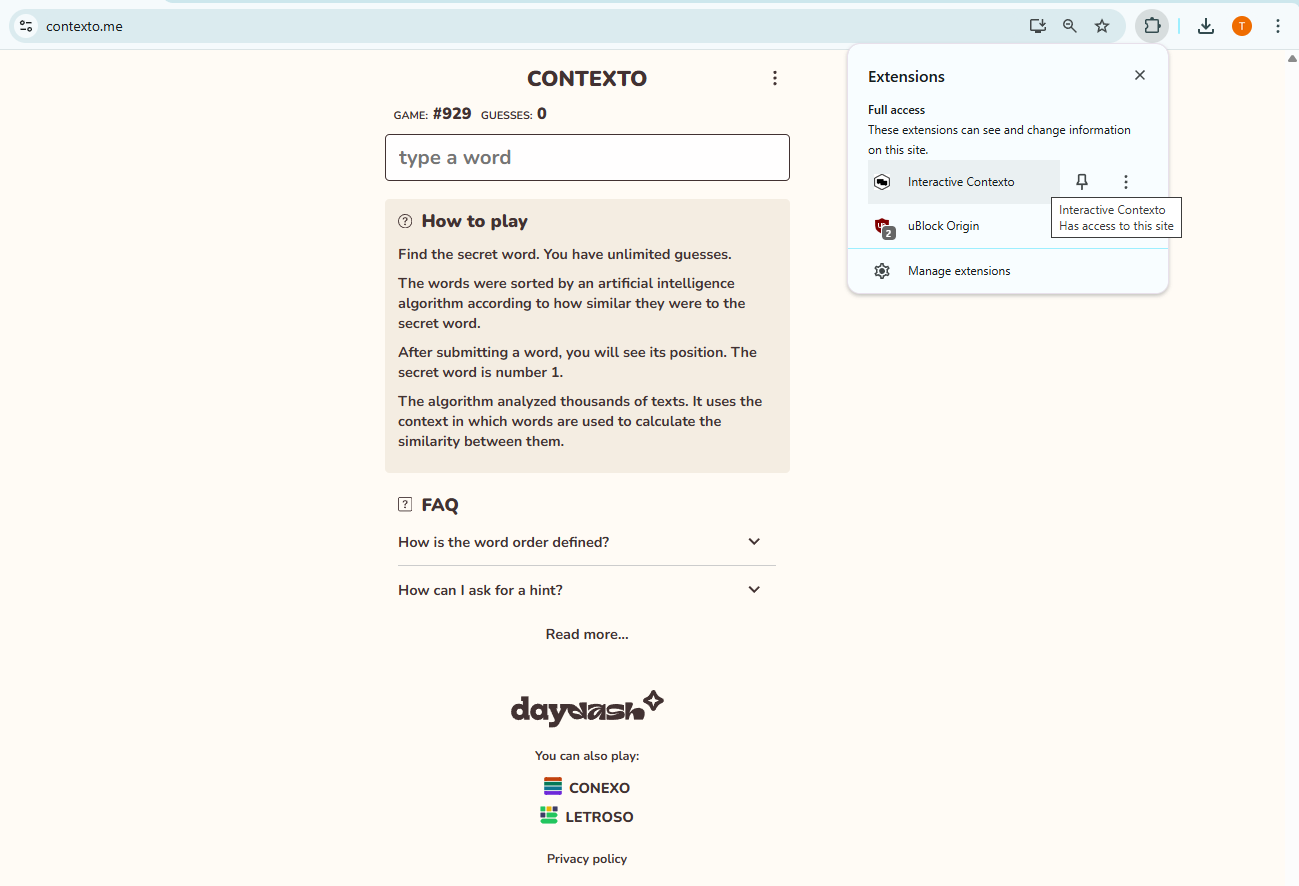 contexto.me
T
Extensions
Full access
These extensions can see and change information
on this site.
Interactive Contexto
Interactive Contexto
Has access to this site
2
uBlock Origin
Manage extensions
CONTEXTO
GAME: #929 GUESSES: 0
type a word
? How to play
Find the secret word. You have unlimited guesses.
The words were sorted by an artificial intelligence
algorithm according to how similar they were to the
secret word.
After submitting a word, you will see its position. The
secret word is number 1.
The algorithm analyzed thousands of texts. It uses the
context in which words are used to calculate the
similarity between them.
? FAQ
How is the word order defined?
How can I ask for a hint?
Read more...
daydash
You can also play:
CONEXO
LETROSO
Privacy policy